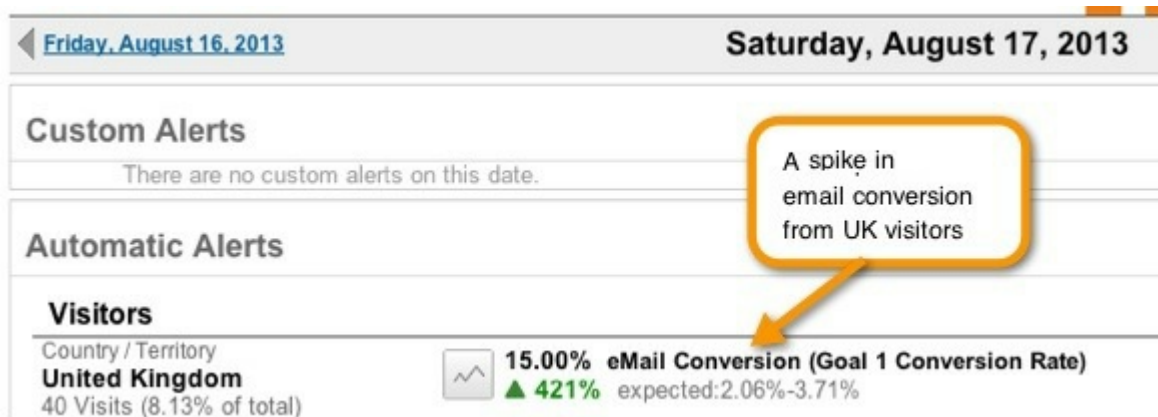 Friday, August 16, 2013
Saturday, August 17, 2013
Custom Alerts
There are no custom alerts on this date.
A spike in
email conversion
from UK visitors
Automatic Alerts
Visitors
Country / Territory
United Kingdom
40 Visits (8.13% of total)
15.00% eMail Conversion (Goal 1 Conversion Rate)
▲ 421% expected:2.06%-3.71%